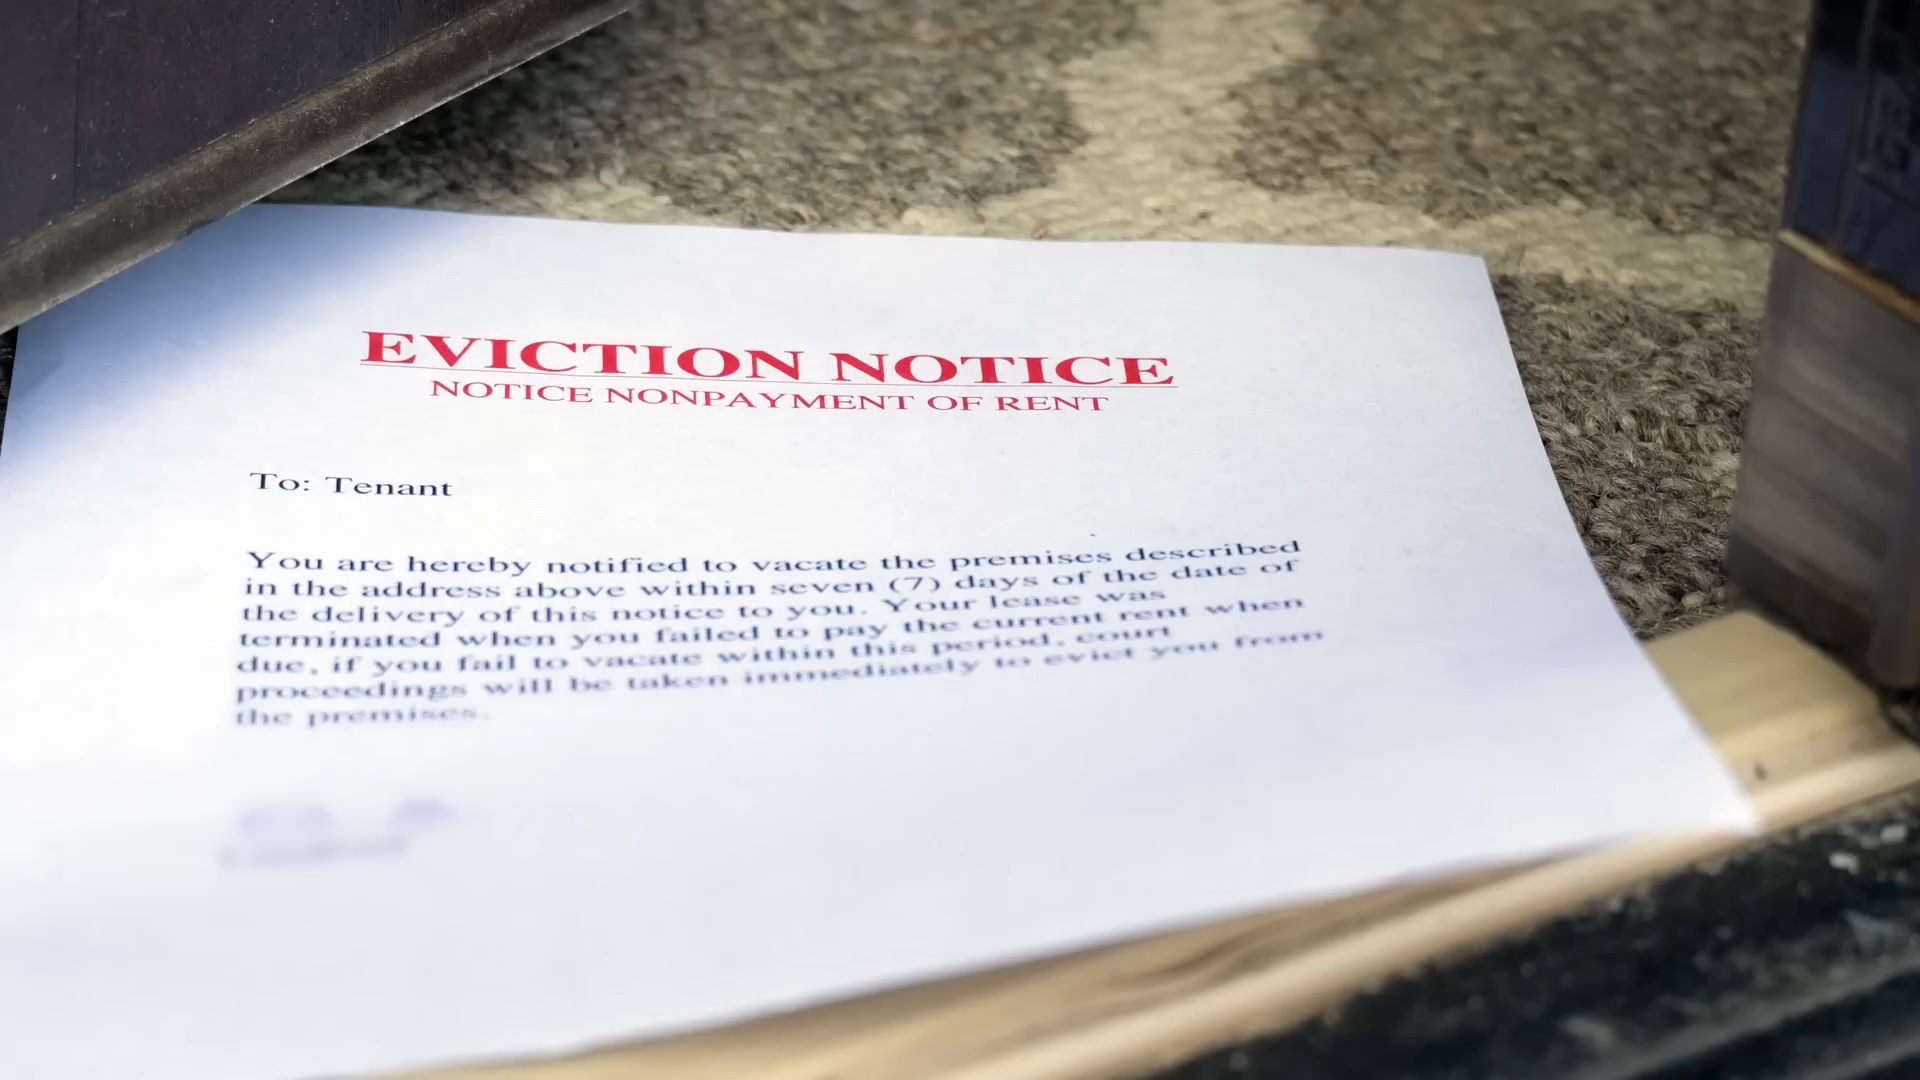 EVICTION NOTICE
NOTICE NONPAYMENT OF RENT
To: Tenant
You are hereby notified to vacate the premises described
in the address above within seven (7) days of the date of
the delivery of this notice to you. Your lease was
terminated when you failed to pay the current rent when
due, if you fail to vacate within this period, court
proceedings will be taken immediately to evict you from
the premises.